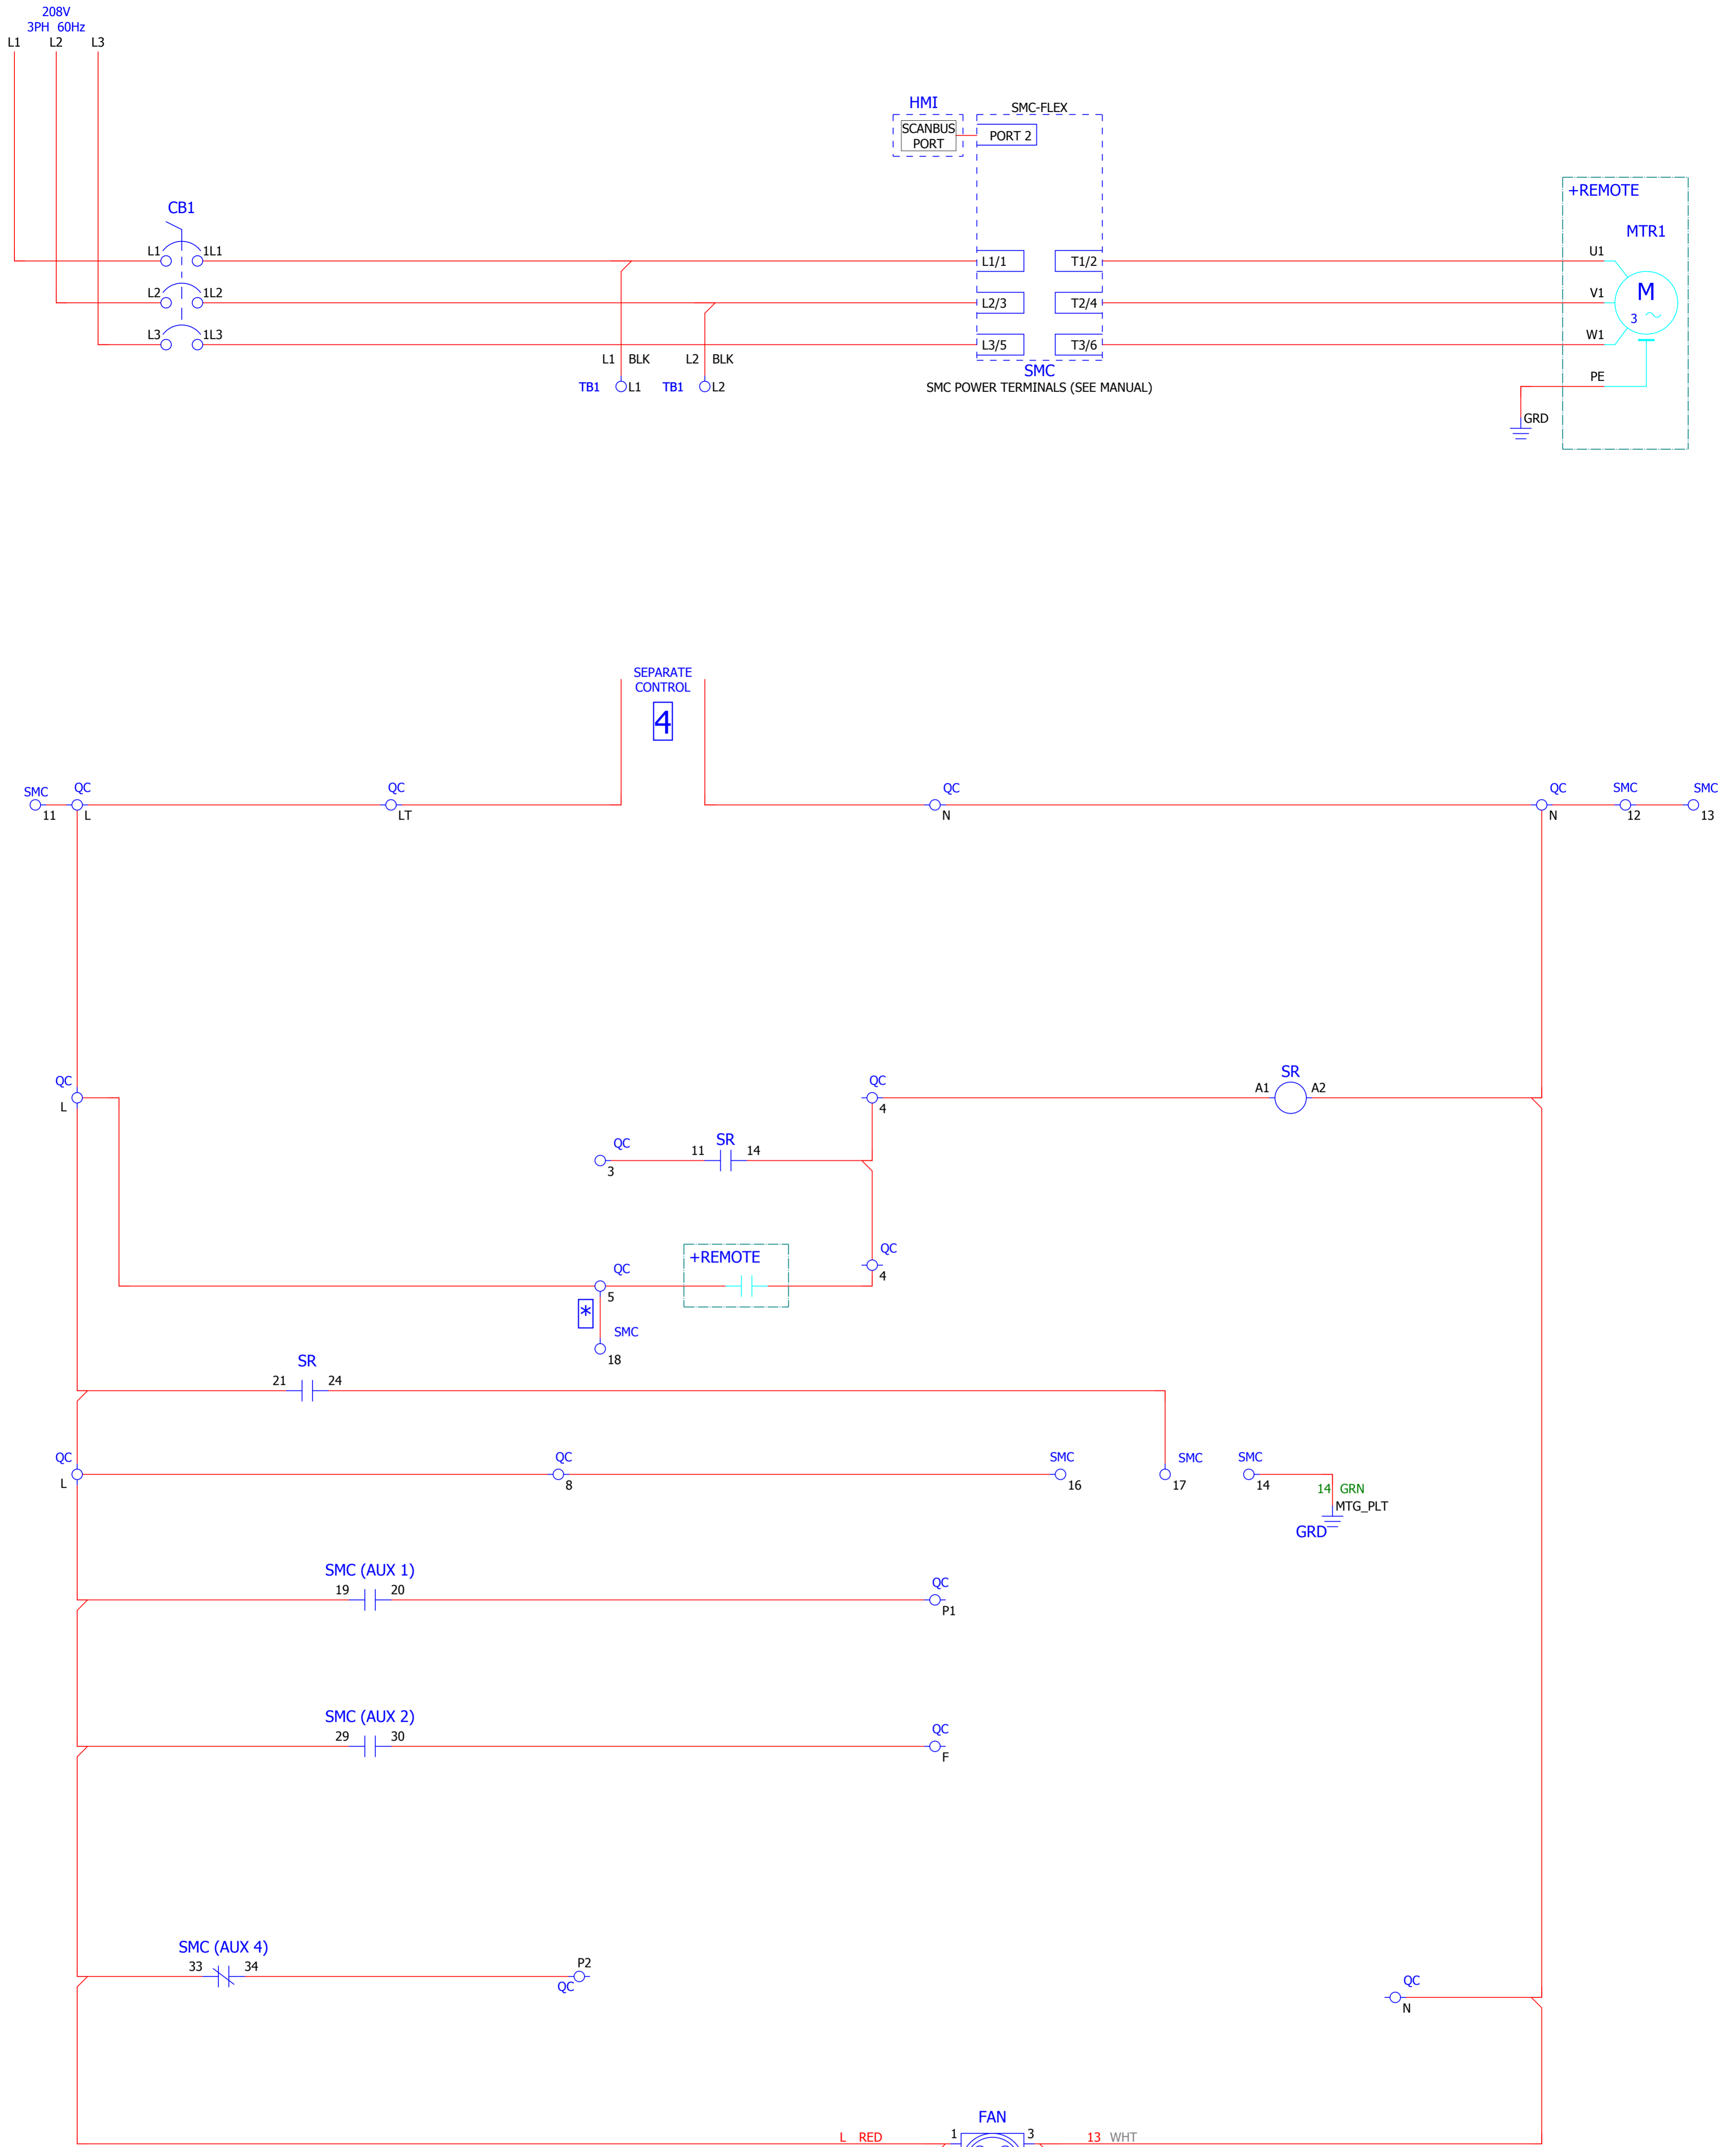 208V
3PH 60Hz
L1 L2 L3
HMI
SMC-FLEX
SCANBUS
PORT
PORT 2
+REMOTE
CB1
MTR1
L1 1L1
L1/1
T1/2
U1
L2 1L2
L2/3
T2/4
V1
M
3
L3 1L3
L3/5
T3/6
W1
L1 BLK
L2 BLK
SMC
PE
TB1 L1
TB1 L2
SMC POWER TERMINALS (SEE MANUAL)
GRD
SEPARATE
CONTROL
4
SMC
QC
QC
QC
QC
SMC
SMC
11
L
LT
N
N
12
13
QC
L
QC
4
SR
A1 A2
QC
3
SR
11 14
QC
4
+REMOTE
QC
5
*
SMC
18
SR
21 24
QC
L
QC
8
SMC
16
SMC
17
SMC
14
14 GRN
MTG_PLT
GRD
SMC (AUX 1)
19 20
QC
P1
SMC (AUX 2)
29 30
QC
F
SMC (AUX 4)
33 34
P2
QC
QC
N
FAN
L RED
1 3
13 WHT